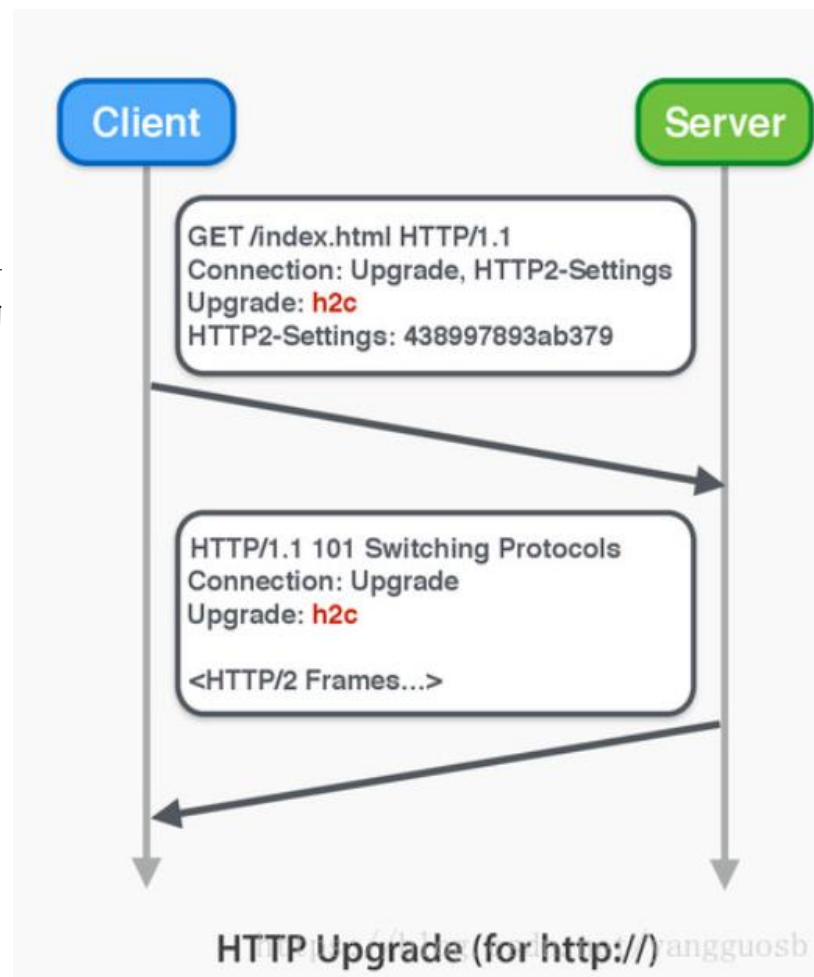 Client
Server
GET /index.html HTTP/1.1
Connection: Upgrade, HTTP2-Settings
Upgrade: h2c
HTTP2-Settings: 438997893ab379
HTTP/1.1 101 Switching Protocols
Connection: Upgrade
Upgrade: h2c
<HTTP/2 Frames...>
HTTP Upgrade (for http://)
yangguosb